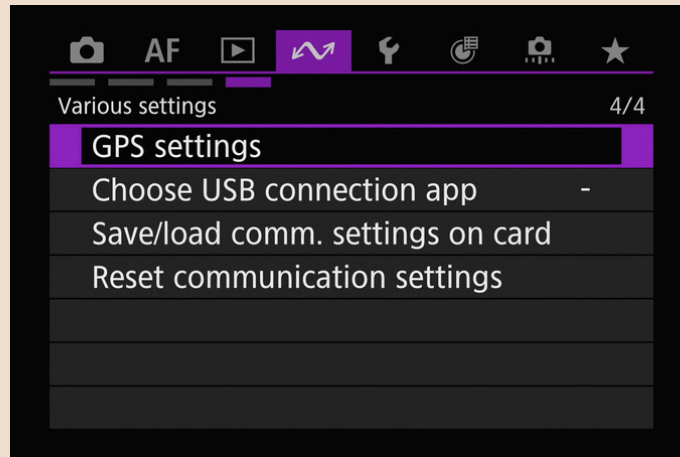 AF
Various settings 4/4
GPS settings
Choose USB connection app -
Save/load comm. settings on card
Reset communication settings